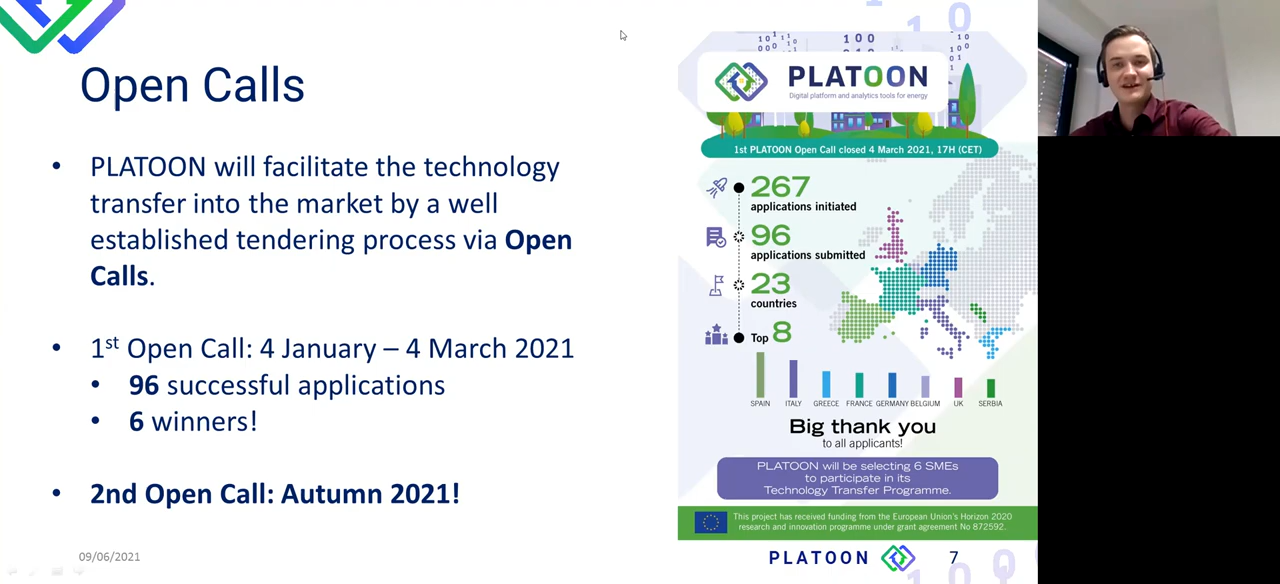 Open Calls
• PLATOON will facilitate the technology
transfer into the market by a well
established tendering process via Open
Calls.
• 1st Open Call: 4 January – 4 March 2021
• 96 successful applications
• 6 winners!
• 2nd Open Call: Autumn 2021!
09/06/2021
PLATOON
Digital platform and analytics tools for energy
1st PLATOON Open Call closed 4 March 2021, 17H (CET)
267
applications initiated
96
applications submitted
23
countries
Top 8
SPAIN ITALY GREECE FRANCE GERMANY BELGIUM UK SERBIA
Big thank you
to all applicants!
PLATOON will be selecting 6 SMEs
to participate in its
Technology Transfer Programme.
This project has received funding from the European Union's Horizon 2020
research and innovation programme under grant agreement No 872592.
PLATOON 7